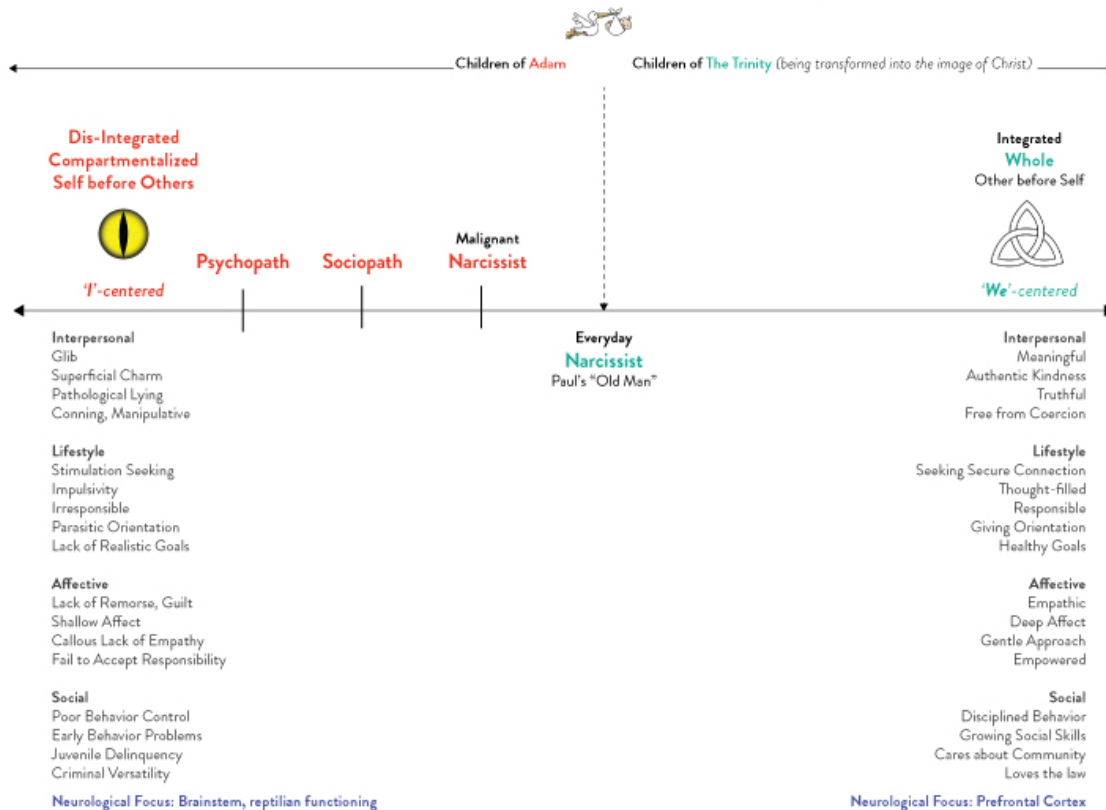 Children of Adam
Children of The Trinity (being transformed into the image of Christ)
Dis-Integrated
Compartmentalized
Self before Others
'I'-centered
Psychopath
Sociopath
Malignant
Narcissist
Integrated
Whole
Other before Self
'We'-centered
Everyday
Narcissist
Paul's "Old Man"
Interpersonal
Glib
Superficial Charm
Pathological Lying
Conning, Manipulative
Lifestyle
Stimulation Seeking
Impulsivity
Irresponsible
Parasitic Orientation
Lack of Realistic Goals
Affective
Lack of Remorse, Guilt
Shallow Affect
Callous Lack of Empathy
Fail to Accept Responsibility
Social
Poor Behavior Control
Early Behavior Problems
Juvenile Delinquency
Criminal Versatility
Neurological Focus: Brainstem, reptilian functioning
Interpersonal
Meaningful
Authentic Kindness
Truthful
Free from Coercion
Lifestyle
Seeking Secure Connection
Thought-filled
Responsible
Giving Orientation
Healthy Goals
Affective
Empathic
Deep Affect
Gentle Approach
Empowered
Social
Disciplined Behavior
Growing Social Skills
Cares about Community
Loves the law
Neurological Focus: Prefrontal Cortex